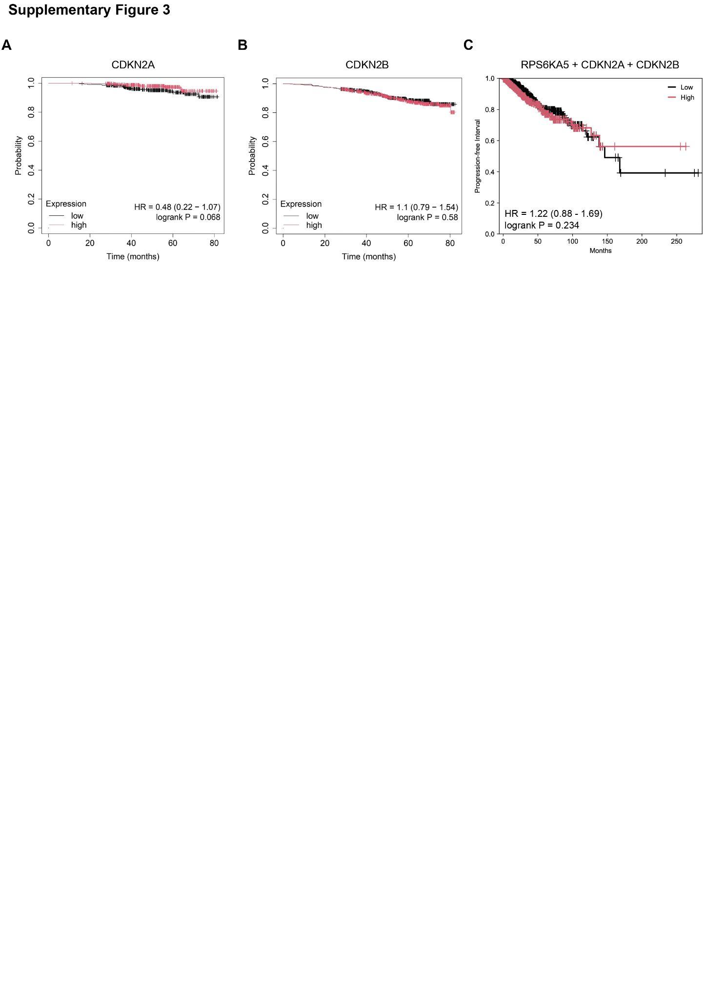 Supplementary Figure 3
A
CDKN2A
Probability
1.0
0.8
0.6
0.4
0.2
0.0
Expression
low
high
HR = 0.48 (0.22 − 1.07)
logrank P = 0.068
0 20 40 60 80
Time (months)
B
CDKN2B
Probability
1.0
0.8
0.6
0.4
0.2
0.0
Expression
low
high
HR = 1.1 (0.79 − 1.54)
logrank P = 0.58
0 20 40 60 80
Time (months)
C
RPS6KA5 + CDKN2A + CDKN2B
Progression-free Interval
1.0
0.8
0.6
0.4
0.2
0.0
Low
High
HR = 1.22 (0.88 - 1.69)
logrank P = 0.234
0 50 100 150 200 250
Months